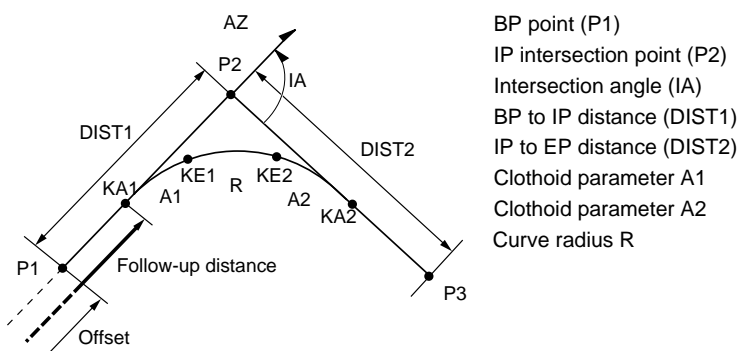 AZ
P2
IA
DIST1
DIST2
KE1
KE2
KA1
A1
R
A2
KA2
P1
Follow-up distance
P3
Offset
BP point (P1)
IP intersection point (P2)
Intersection angle (IA)
BP to IP distance (DIST1)
IP to EP distance (DIST2)
Clothoid parameter A1
Clothoid parameter A2
Curve radius R